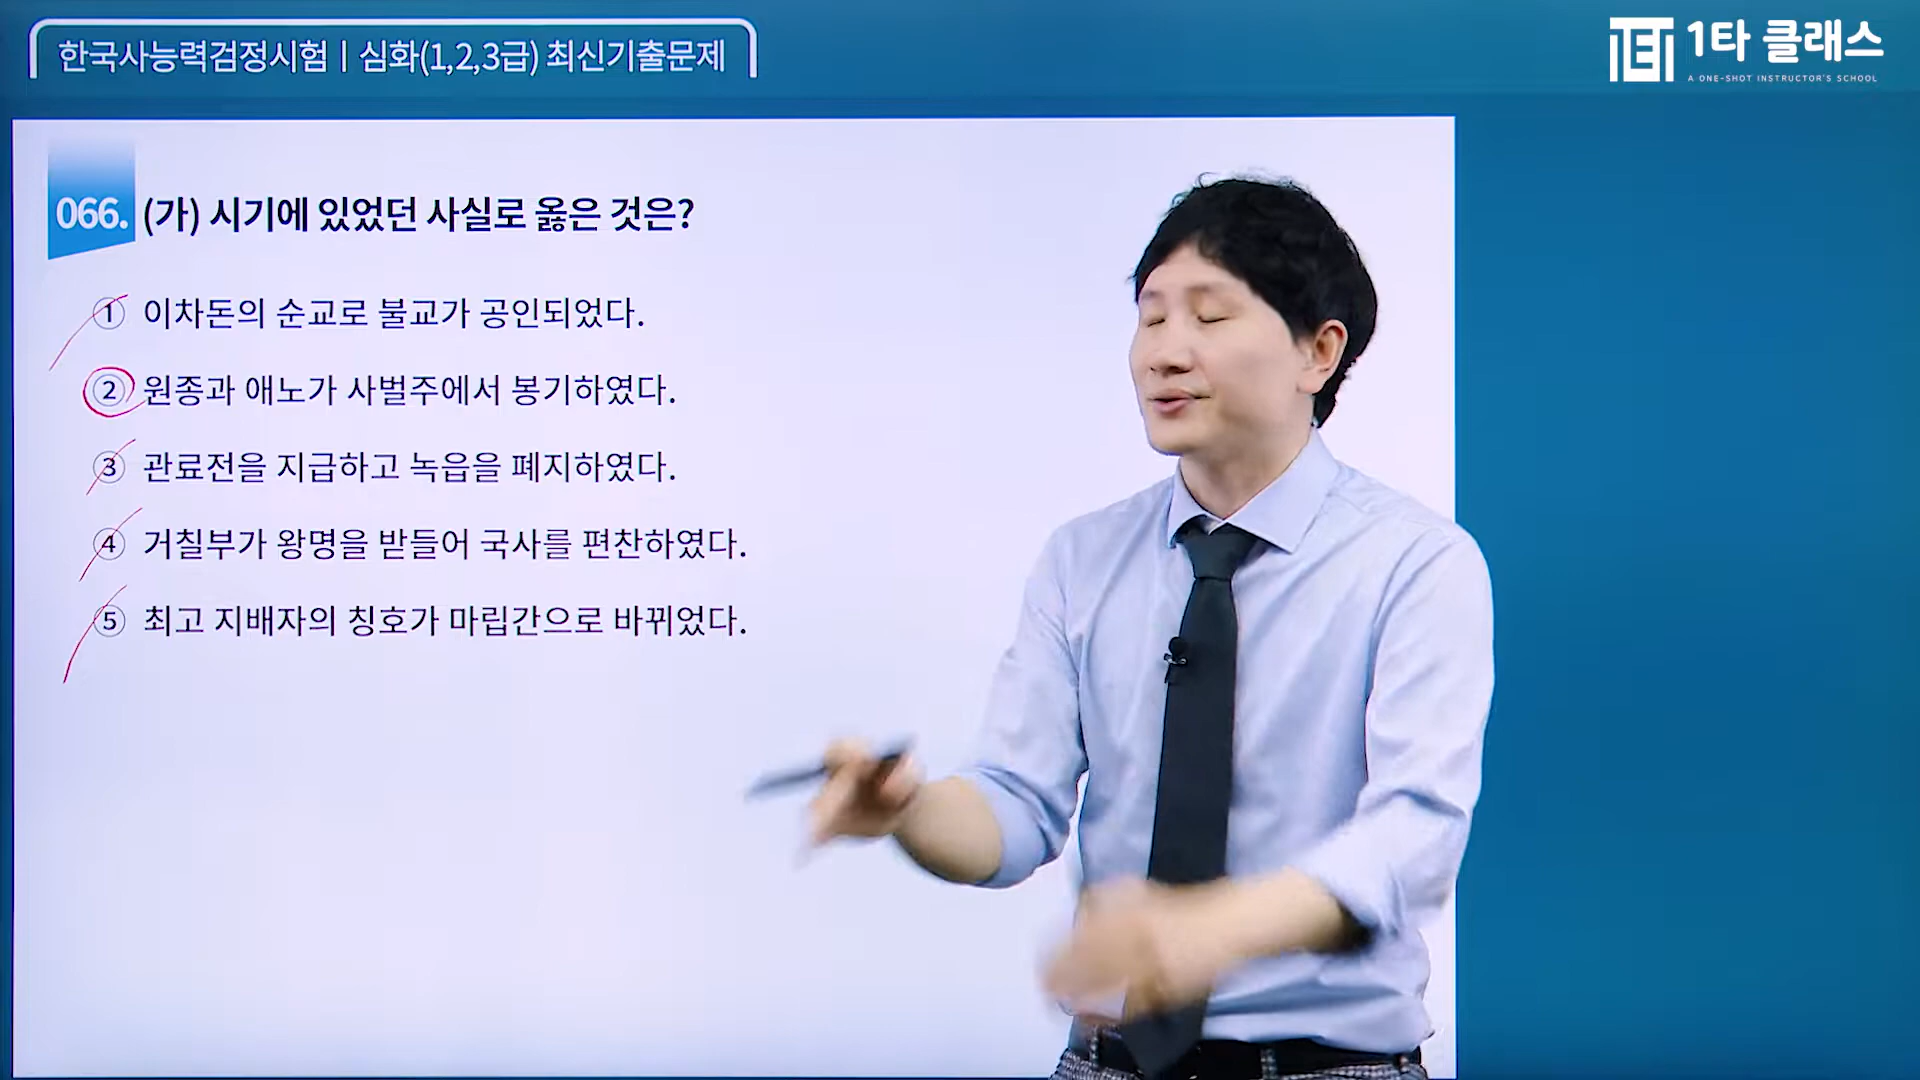 한국사능력검정시험 | 심화(1,2,3급) 최신기출문제
1타 클래스
A ONE-SHOT INSTRUCTOR'S SCHOOL
066. (가) 시기에 있었던 사실로 옳은 것은?
① 이차돈의 순교로 불교가 공인되었다.
② 원종과 애노가 사벌주에서 봉기하였다.
③ 관료전을 지급하고 녹읍을 폐지하였다.
④ 거칠부가 왕명을 받들어 국사를 편찬하였다.
⑤ 최고 지배자의 칭호가 마립간으로 바뀌었다.